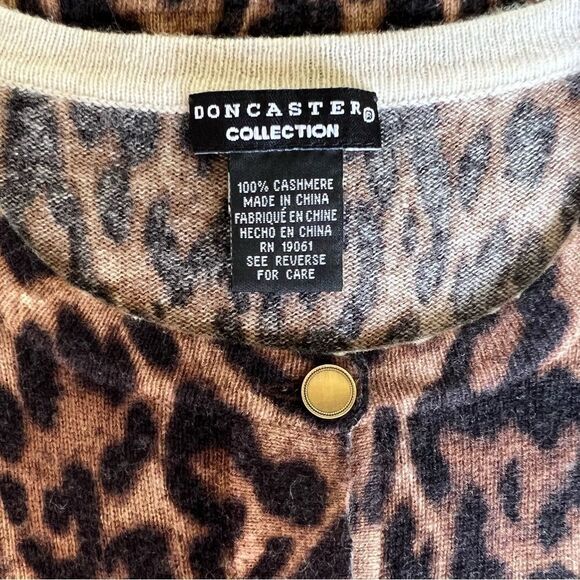 DONCASTER®
COLLECTION
100% CASHMERE
MADE IN CHINA
FABRIQUÉ EN CHINE
HECHO EN CHINA
RN 19061
SEE REVERSE
FOR CARE